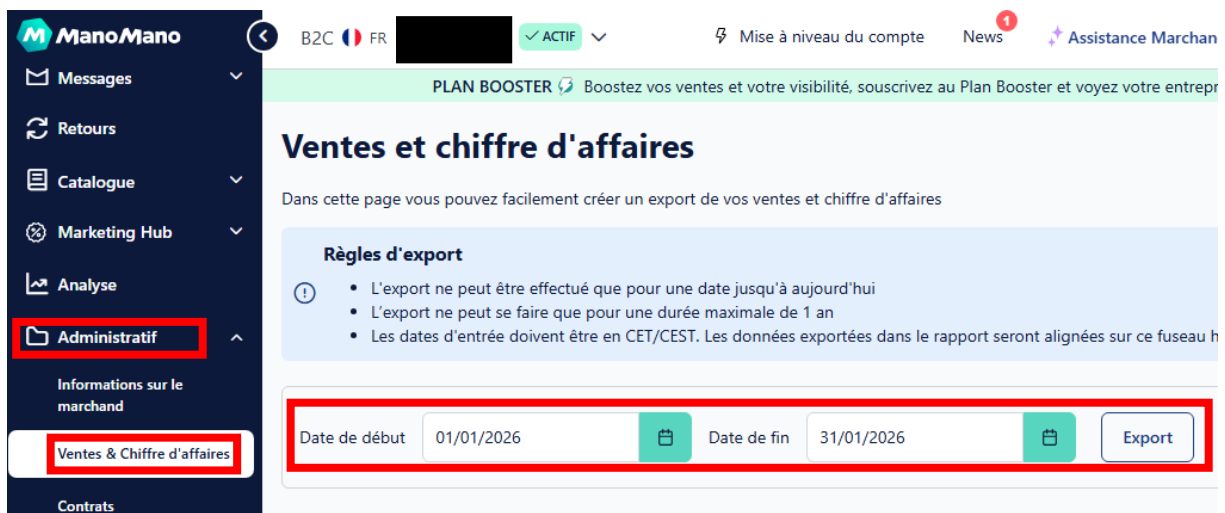 ManoMano
B2C FR ACTIF Mise à niveau du compte News 1 Assistance Marchan
PLAN BOOSTER Boostez vos ventes et votre visibilité, souscrivez au Plan Booster et voyez votre entrepr
Messages
Retours
Catalogue
Marketing Hub
Analyse
Administratif
Informations sur le
marchand
Ventes & Chiffre d'affaires
Contrats
Ventes et chiffre d'affaires
Dans cette page vous pouvez facilement créer un export de vos ventes et chiffre d'affaires
Règles d'export
L'export ne peut être effectué que pour une date jusqu'à aujourd'hui
L'export ne peut se faire que pour une durée maximale de 1 an
Les dates d'entrée doivent être en CET/CEST. Les données exportées dans le rapport seront alignées sur ce fuseau h
Date de début 01/01/2026 Date de fin 31/01/2026 Export